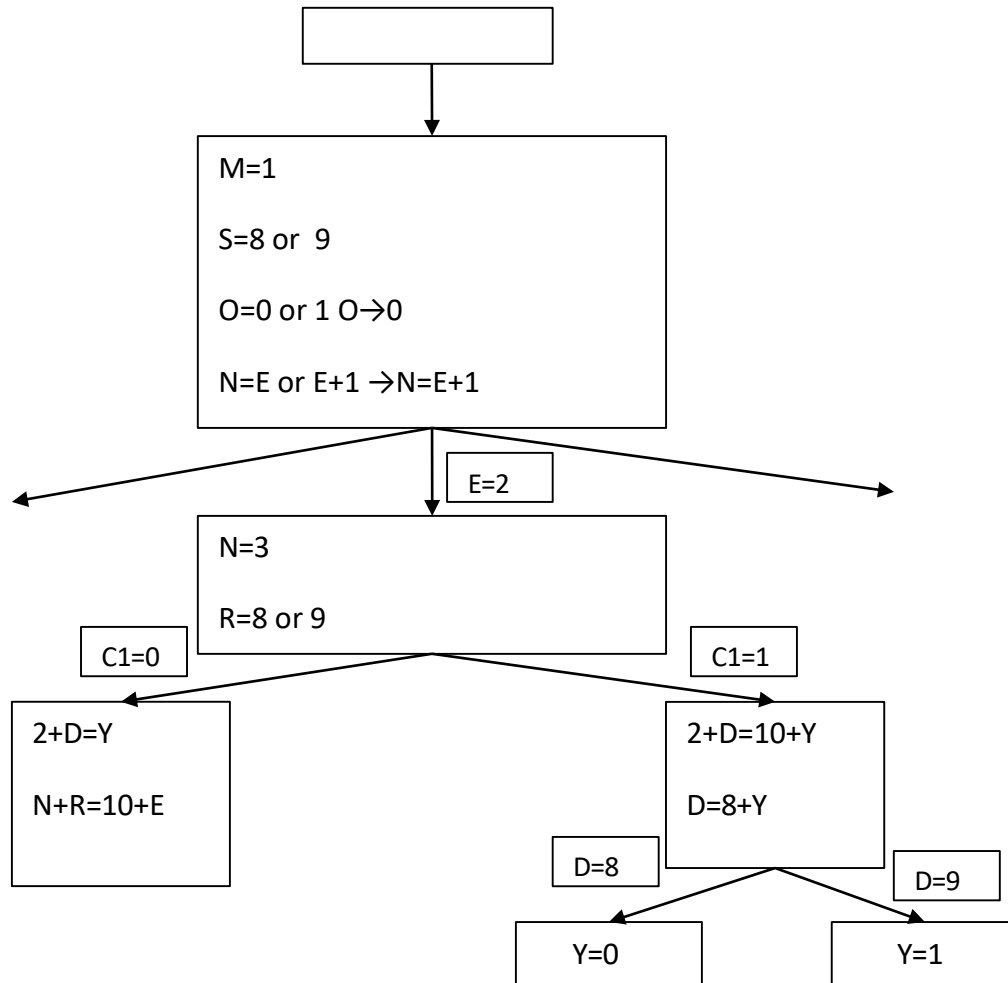 M=1
S=8 or  9
O=0 or 1 O→0
N=E or E+1 →N=E+1
E=2
N=3
R=8 or 9
C1=0
C1=1
2+D=Y
N+R=10+E
2+D=10+Y
D=8+Y
D=8
D=9
Y=0
Y=1